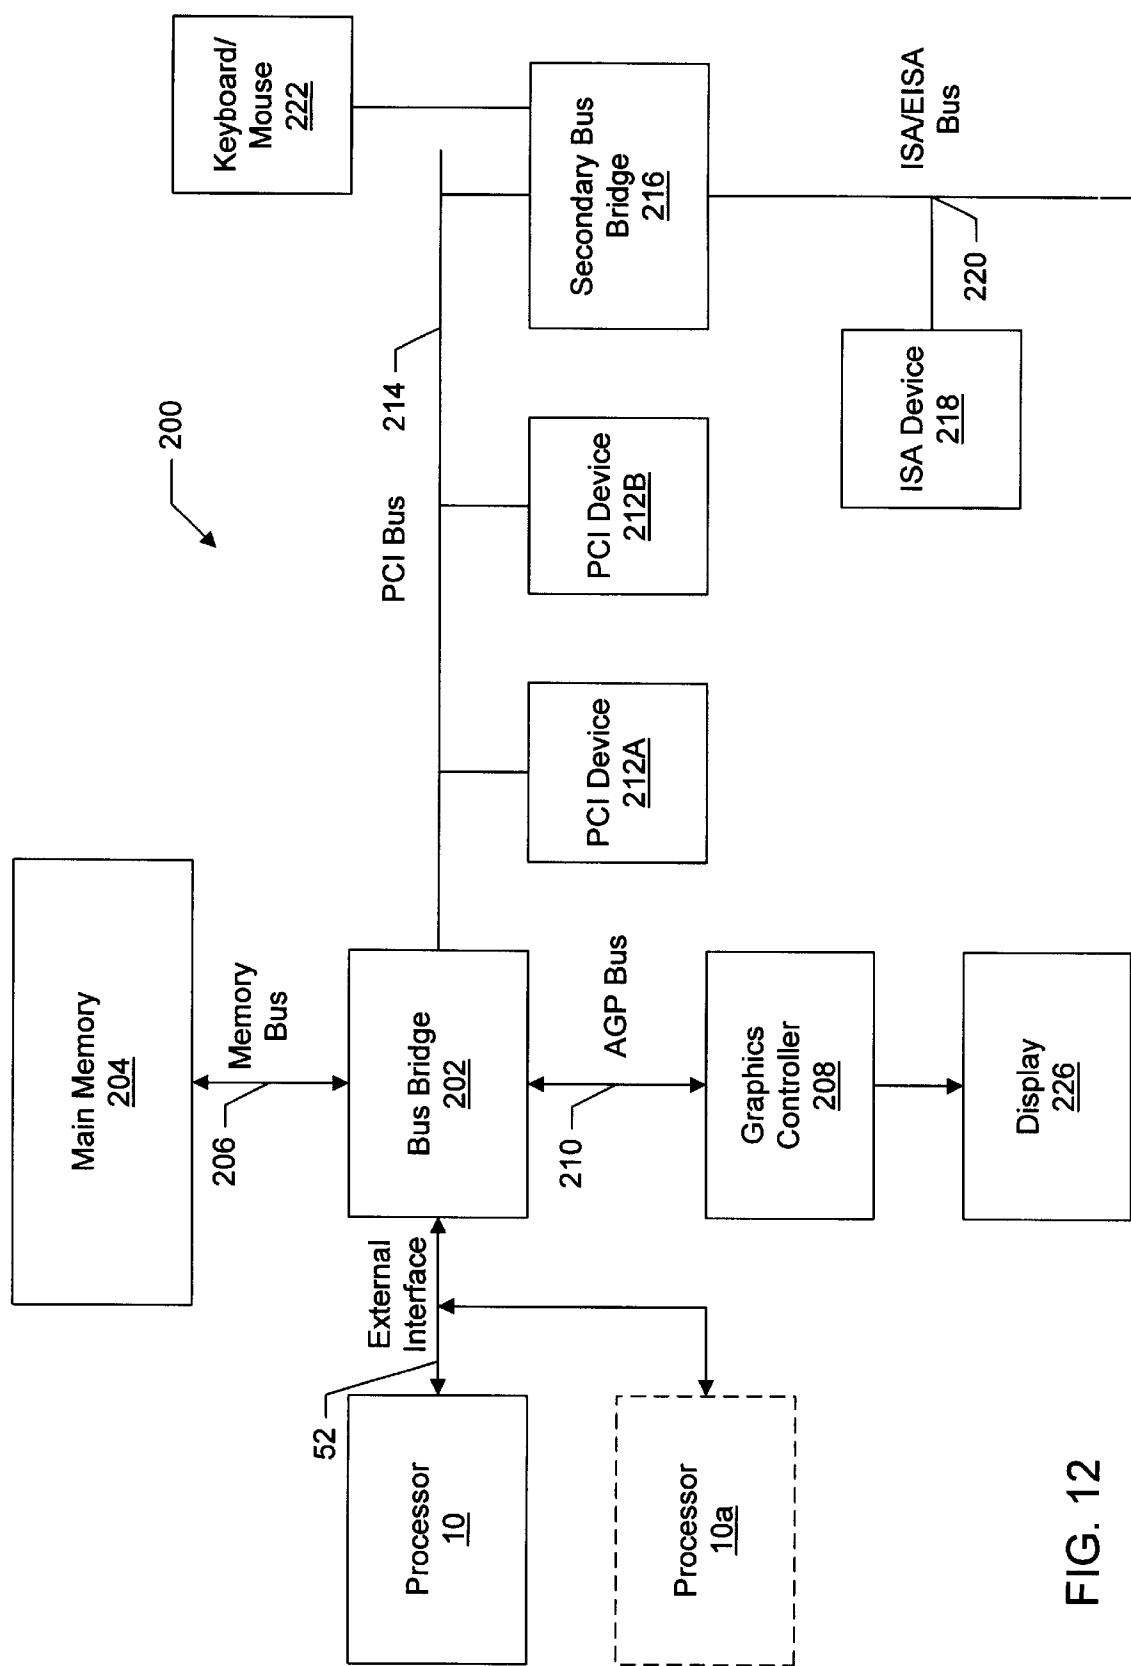 200
Main Memory
204
Keyboard/
Mouse
222
206
Memory
Bus
PCI Bus
214
52
External
Interface
Processor
10
Bus Bridge
202
Processor
10a
210
AGP Bus
PCI Device
212A
PCI Device
212B
Secondary Bus
Bridge
216
Graphics
Controller
208
ISA Device
218
220
ISA/EISA
Bus
Display
226
FIG. 12